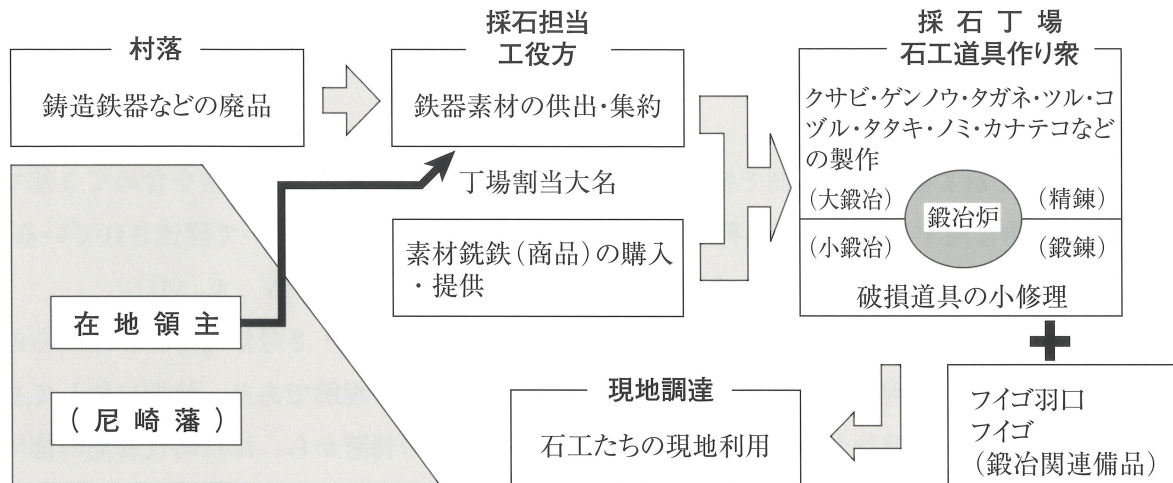 村落
鋳造鉄器などの廃品
採石担当
工役方
鉄器素材の供出・集約
丁場割当大名
素材銑鉄(商品)の購入
・提供
採石丁場
石工道具作り衆
クサビ・ゲンノウ・タガネ・ツル・コ
ヅル・タタキ・ノミ・カナテコなど
の製作
(大鍛冶)
(精錬)
鍛冶炉
(小鍛冶)
(鍛錬)
破損道具の小修理
在地領主
(尼崎藩)
現地調達
石工たちの現地利用
フイゴ羽口
フイゴ
(鍛冶関連備品)